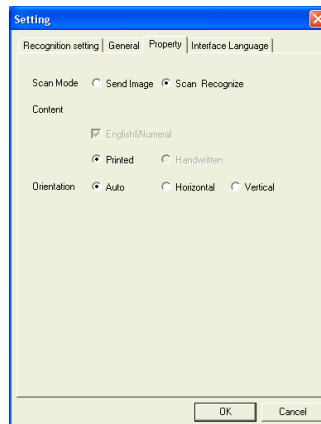 Setting
Recognition setting General Property Interface Language
Scan Mode Send Image Scan Recognize
Content
English&Numeral
Printed Handwritten
Orientation Auto Horizontal Vertical
OK Cancel